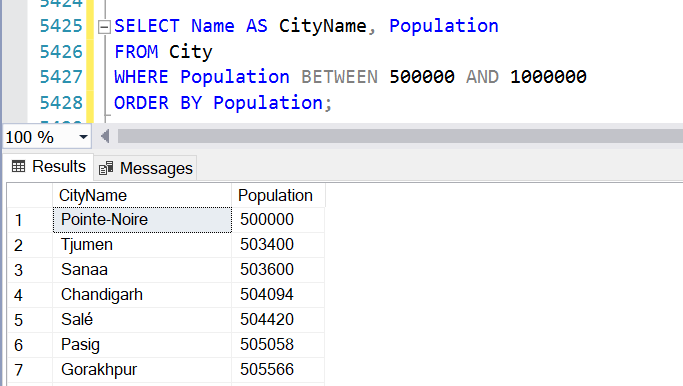 5424
5425 SELECT Name AS CityName, Population
5426 FROM City
5427 WHERE Population BETWEEN 500000 AND 1000000
5428 ORDER BY Population;
100 %
Results Messages
CityName Population
1 Pointe-Noire 500000
2 Tjumen 503400
3 Sanaa 503600
4 Chandigarh 504094
5 Salé 504420
6 Pasig 505058
7 Gorakhpur 505566